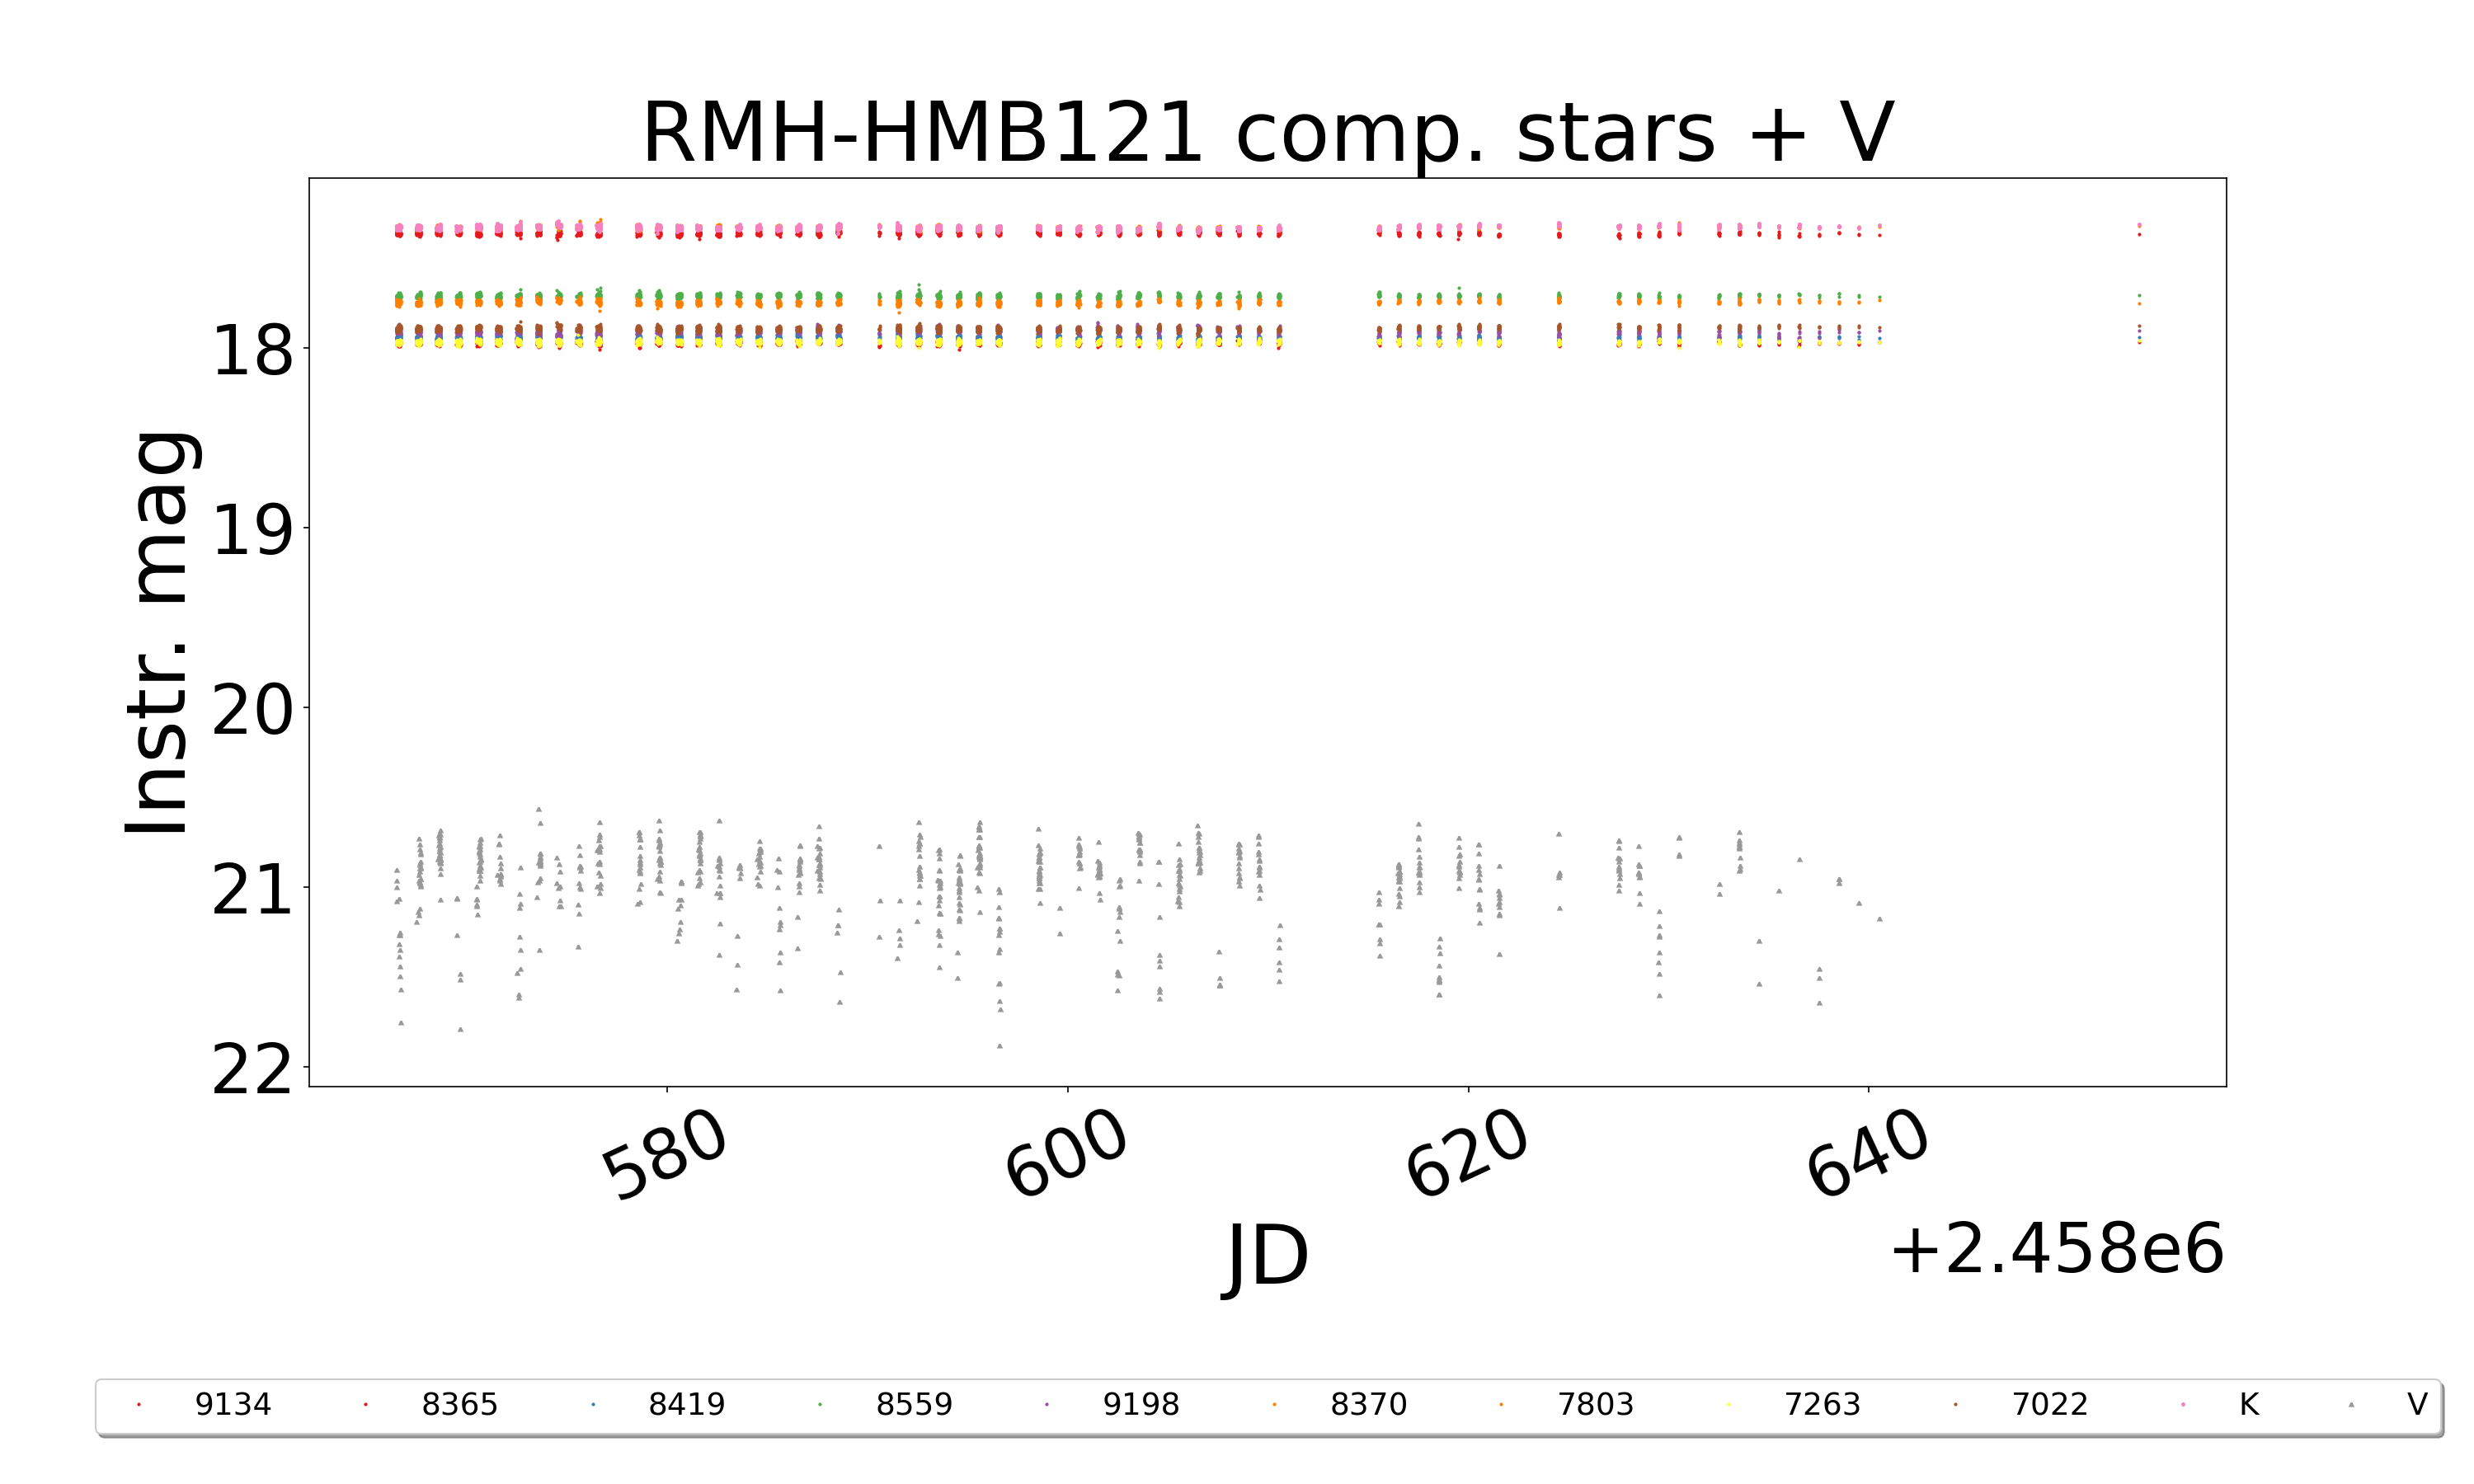 RMH-HMB121 comp. stars + V
Instr. mag
18
19
20
21
22
580 600 620 640
JD
+2.458e6
9134 8365 8419 8559 9198 8370 7803 7263 7022 K V